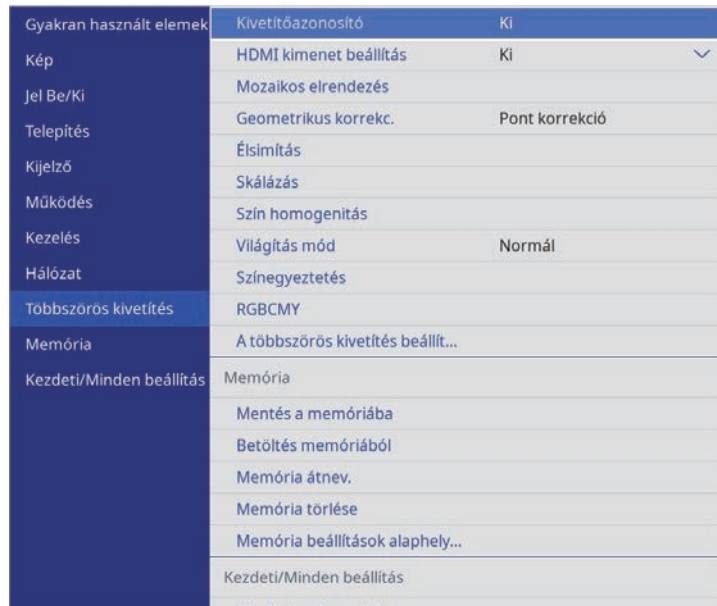 Gyakran használt elemek
Kép
Jel Be/Ki
Telepítés
Kijelző
Működés
Kezelés
Hálózat
Többszörös kivetítés
Memória
Kezdeti/Minden beállítás
Kivetítőazonosító Ki
HDMI kimenet beállítás Ki
Mozaikos elrendezés
Geometrikus korrekc. Pont korrekció
Élsimítás
Skálázás
Szín homogenitás
Világítás mód Normál
Színegyeztetés
RGBCMY
A többszörös kivetítés beállít...
Memória
Mentés a memóriába
Betöltés memóriából
Memória átnev.
Memória törlése
Memória beállítások alaphely...
Kezdeti/Minden beállítás